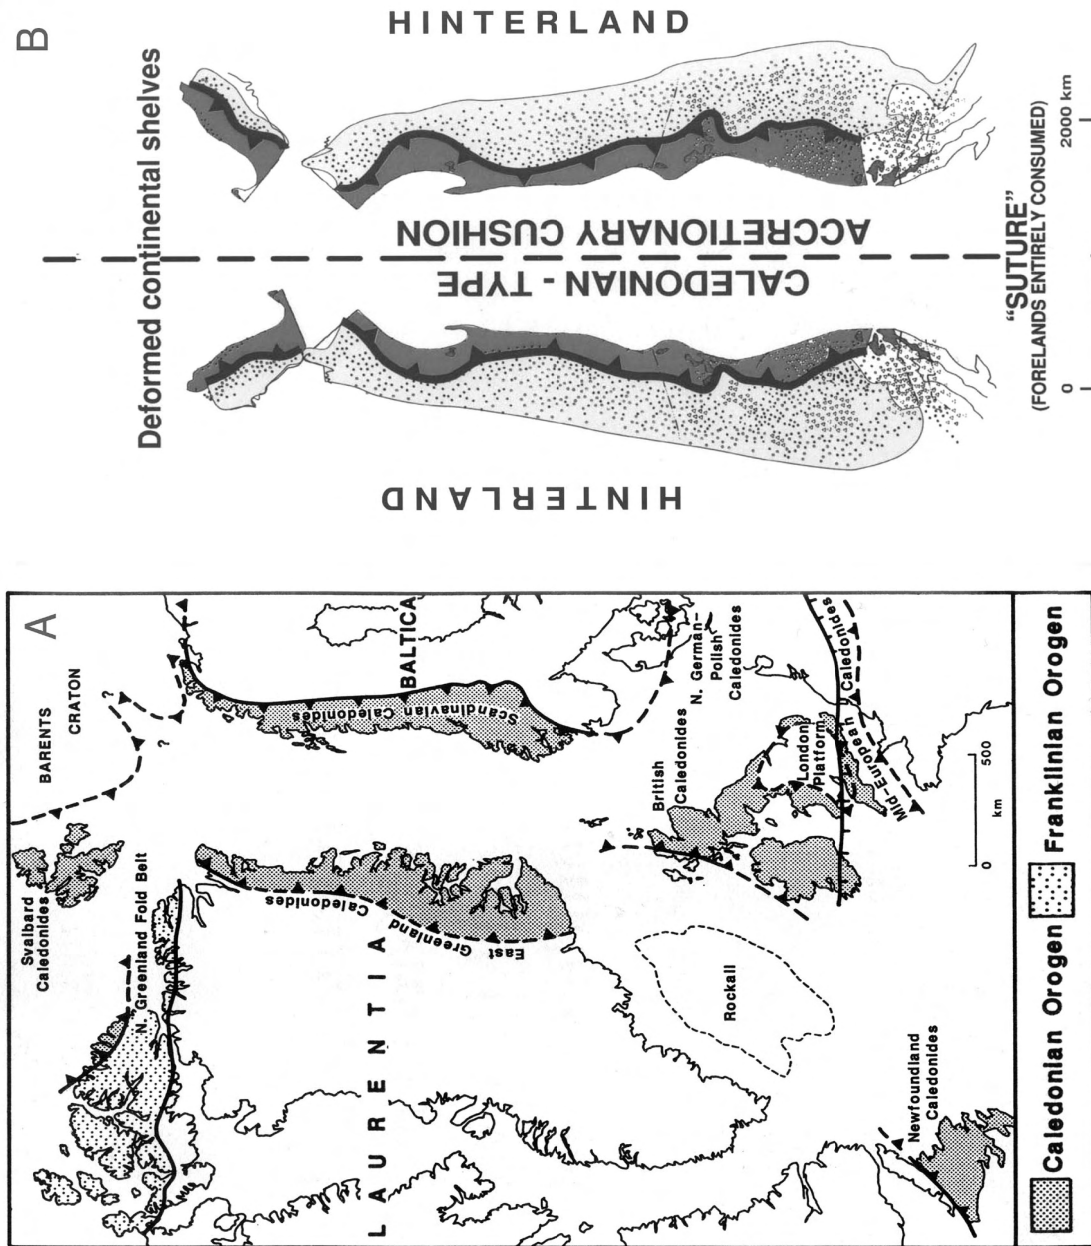 B
HINTERLAND
Deformed continental shelves
ACCRETIONARY CUSHION
CALEDONIAN - TYPE
HINTERLAND
"SUTURE"
(FORELANDS ENTIRELY CONSUMED)
0
2000 km
A
BARENTS
CRATON
?
?
Svalbard
Caledonides
N. Greenland Fold Belt
BALTICA
Scandinavian Caledonides
East Greenland Caledonides
LAURENTIA
N. German-
Polish
Caledonides
British
Caledonides
London
Platform
Mid-European Caledonides
Rockall
Newfoundland
Caledonides
0
500
km
Caledonian Orogen
Franklinian Orogen